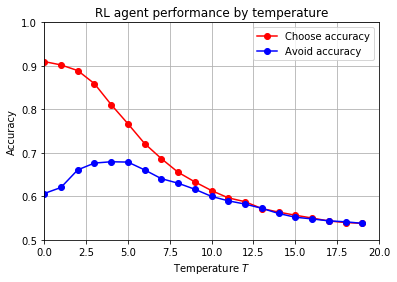 RL agent performance by temperature
Choose accuracy
Avoid accuracy
Accuracy
1.0
0.9
0.8
0.7
0.6
0.5
0.0 2.5 5.0 7.5 10.0 12.5 15.0 17.5 20.0
Temperature T